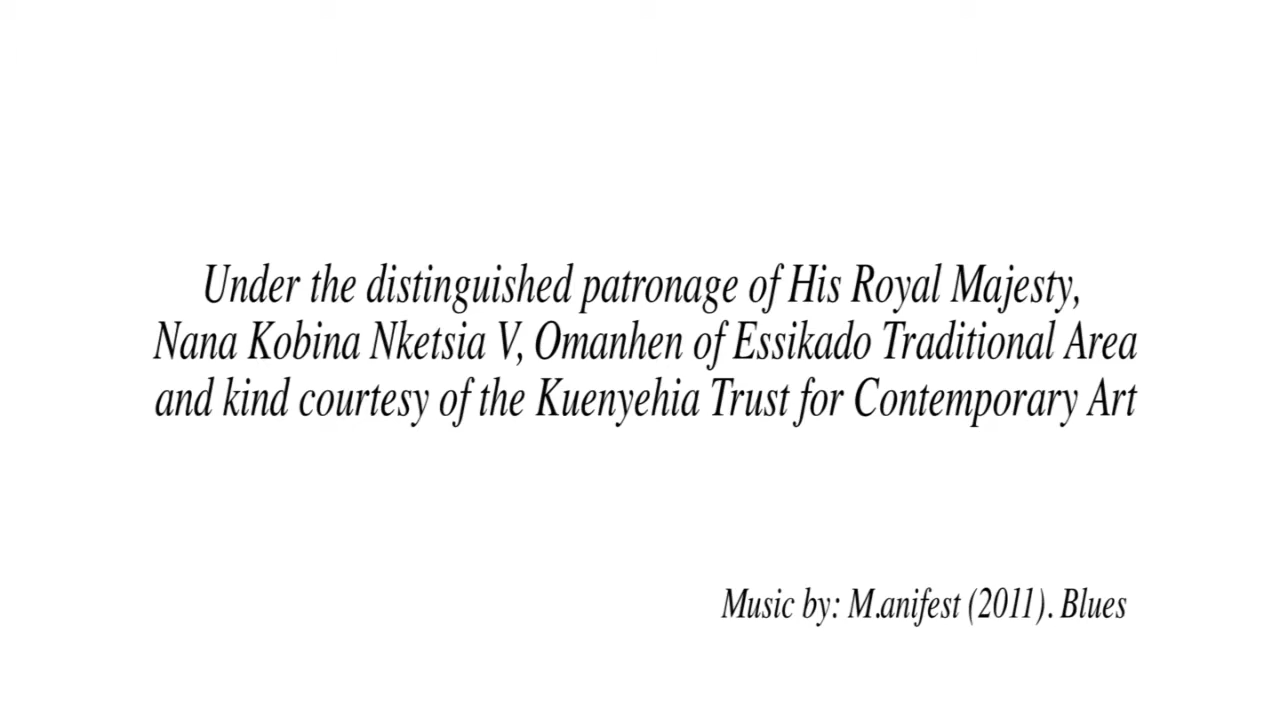 Under the distinguished patronage of His Royal Majesty,
Nana Kobina Nketsia V, Omanhen of Essikado Traditional Area
and kind courtesy of the Kuenyehia Trust for Contemporary Art
Music by: M.anifest (2011). Blues